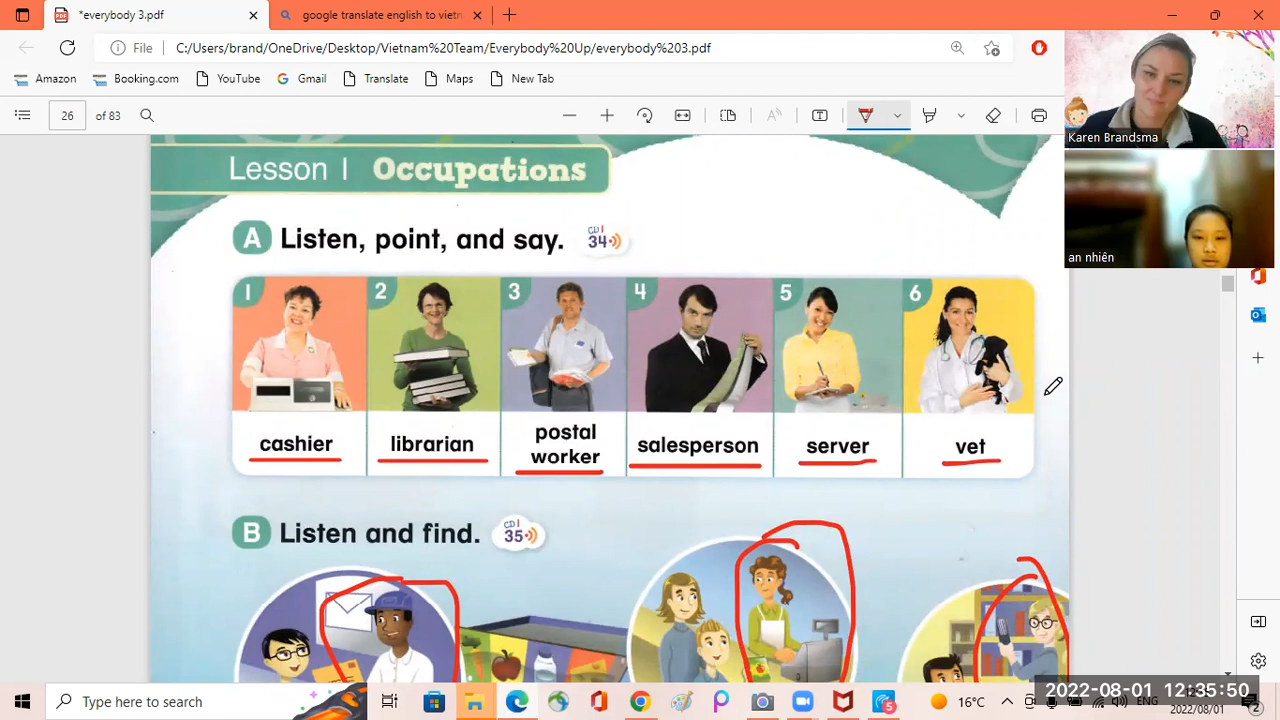 *everybody 3.pdf
google translate english to vietn
File
C:/Users/brand/OneDrive/Desktop/Vietnam%20Team/Everybody%20Up/everybody%203.pdf
Amazon
Booking.com
YouTube
Gmail
Translate
Maps
New Tab
26 of 83
Karen Brandsma
an nhiên
Lesson 1 Occupations
A Listen, point, and say. CD1 34
1 2 3 4 5 6
cashier
librarian
postal
worker
salesperson
server
vet
B Listen and find. CD1 35
Type here to search
5
16°C
ENG
2022-08-01 12:35:50
2022/08/01
2